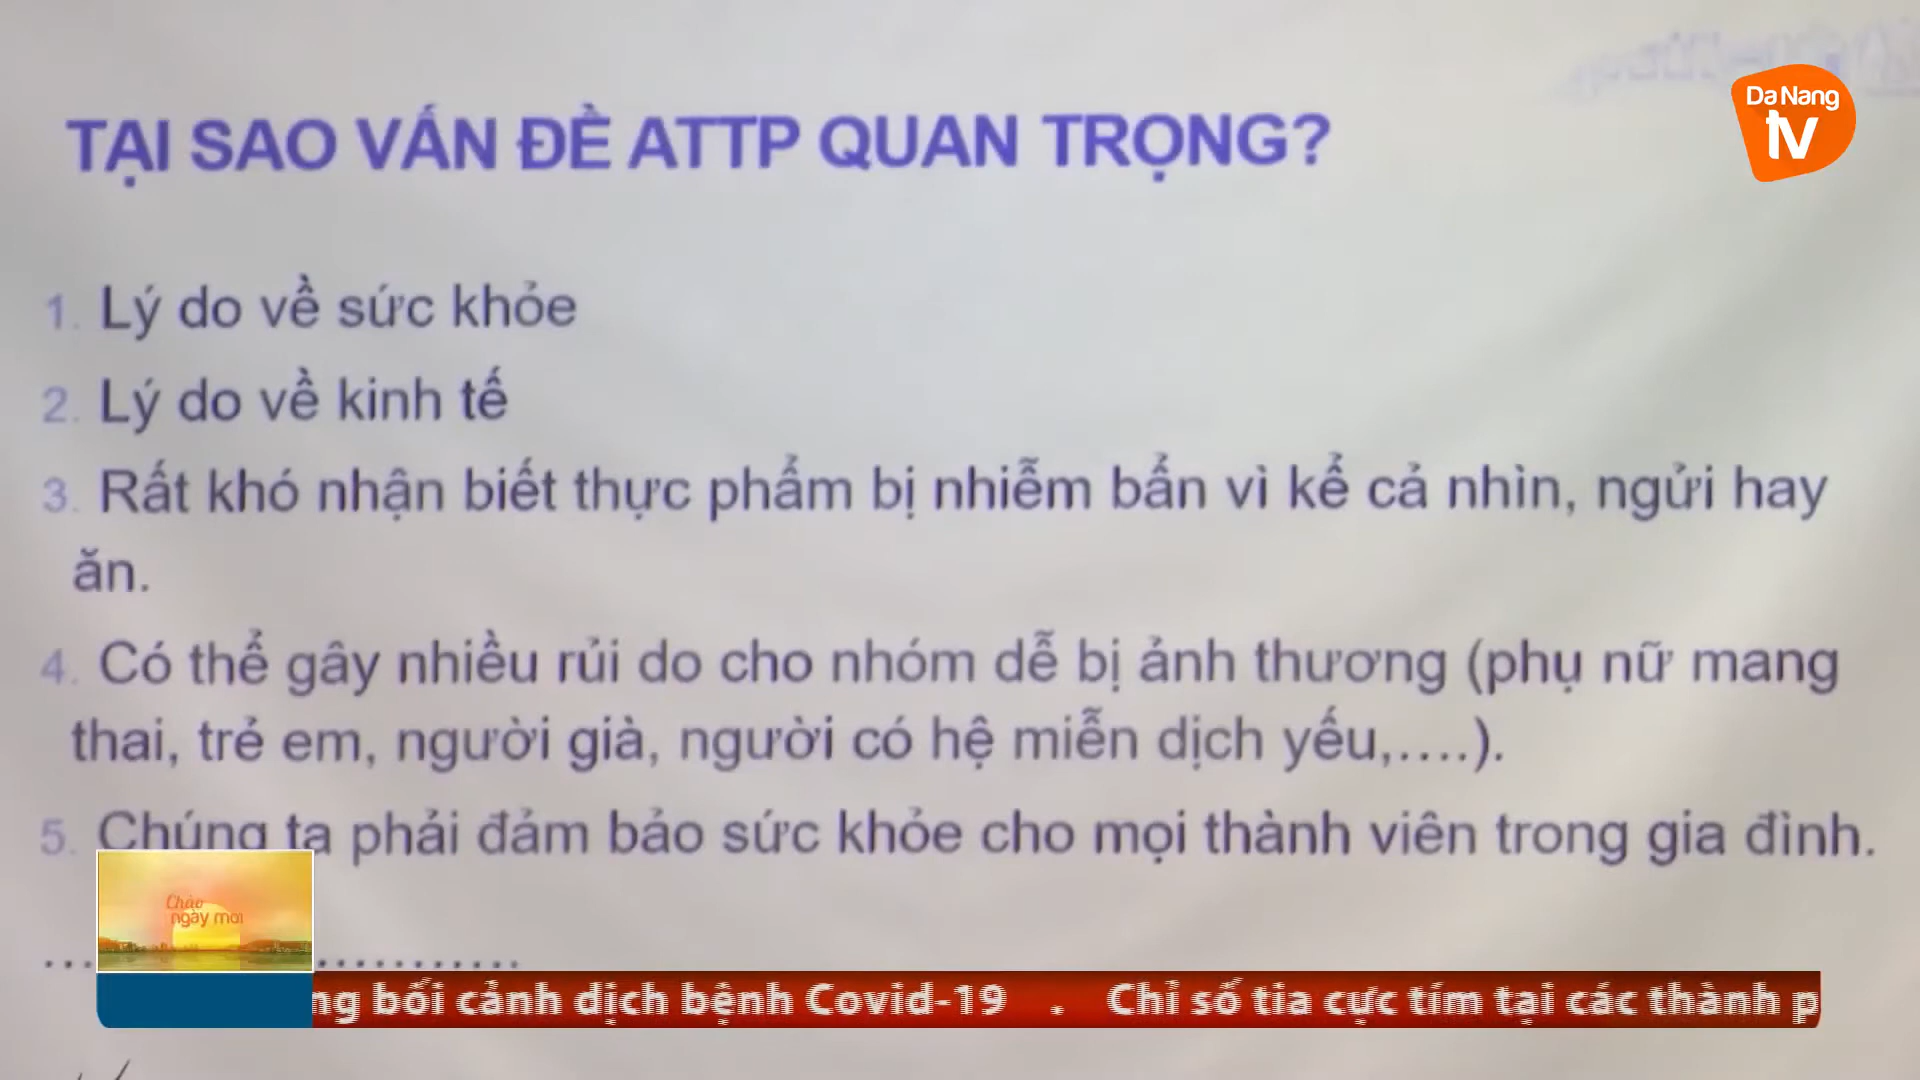 Da Nang
TV
TẠI SAO VẤN ĐỀ ATTP QUAN TRỌNG?
1. Lý do về sức khỏe
2. Lý do về kinh tế
3. Rất khó nhận biết thực phẩm bị nhiễm bẩn vì kể cả nhìn, ngửi hay
ăn.
4. Có thể gây nhiều rủi do cho nhóm dễ bị ảnh thương (phụ nữ mang
thai, trẻ em, người già, người có hệ miễn dịch yếu,....).
5. Chúng ta phải đảm bảo sức khỏe cho mọi thành viên trong gia đình.
Chào
ngày mới
bối cảnh dịch bệnh Covid-19 . Chỉ số tia cực tím tại các thành